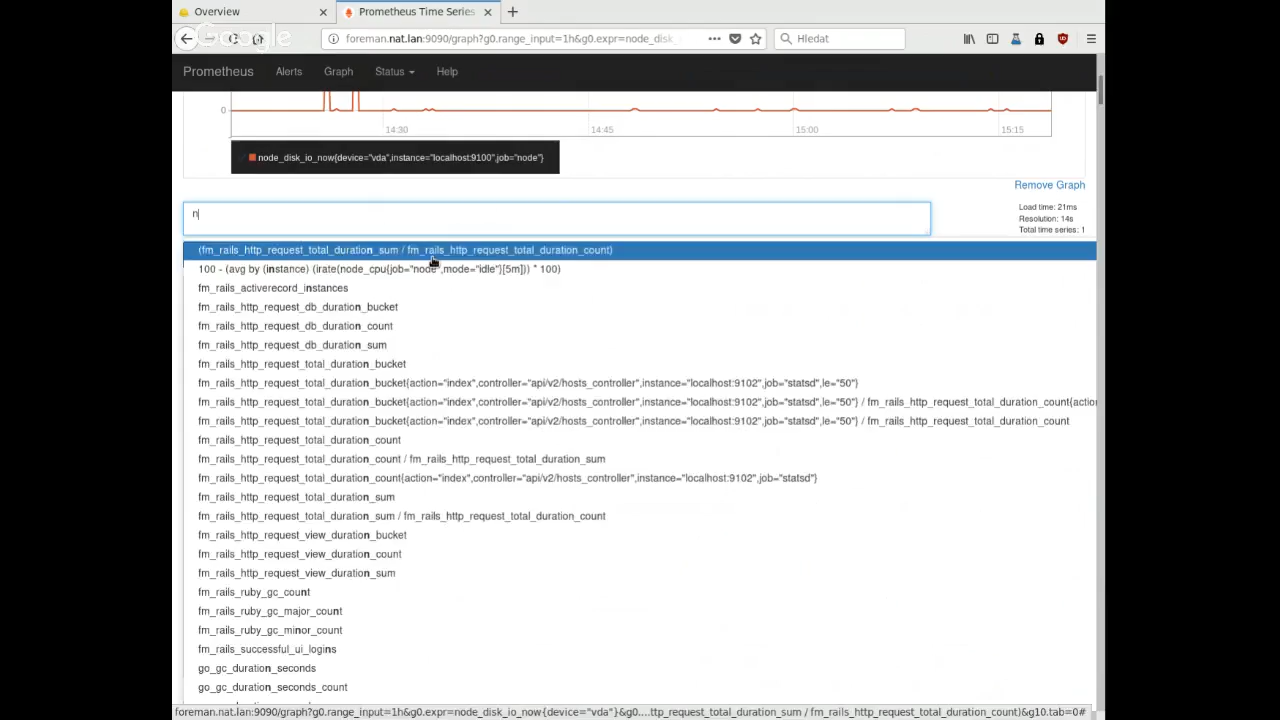 Overview
Prometheus Time Series
Google
foreman.nat.lan:9090/graph?g0.range_input=1h&g0.expr=node_disk_
Hledat
Prometheus
Alerts
Graph
Status
Help
0
14:30
14:45
15:00
15:15
node_disk_io_now{device="vda",instance="localhost:9100",job="node"}
Remove Graph
n
Load time: 21ms
Resolution: 14s
Total time series: 1
(fm_rails_http_request_total_duration_sum / fm_rails_http_request_total_duration_count)
100 - (avg by (instance) (irate(node_cpu{job="node",mode="idle"}[5m])) * 100)
fm_rails_activerecord_instances
fm_rails_http_request_db_duration_bucket
fm_rails_http_request_db_duration_count
fm_rails_http_request_db_duration_sum
fm_rails_http_request_total_duration_bucket
fm_rails_http_request_total_duration_bucket{action="index",controller="api/v2/hosts_controller",instance="localhost:9102",job="statsd",le="50"}
fm_rails_http_request_total_duration_bucket{action="index",controller="api/v2/hosts_controller",instance="localhost:9102",job="statsd",le="50"} / fm_rails_http_request_total_duration_count{actio
fm_rails_http_request_total_duration_bucket{action="index",controller="api/v2/hosts_controller",instance="localhost:9102",job="statsd",le="50"} / fm_rails_http_request_total_duration_count
fm_rails_http_request_total_duration_count
fm_rails_http_request_total_duration_count / fm_rails_http_request_total_duration_sum
fm_rails_http_request_total_duration_count{action="index",controller="api/v2/hosts_controller",instance="localhost:9102",job="statsd"}
fm_rails_http_request_total_duration_sum
fm_rails_http_request_total_duration_sum / fm_rails_http_request_total_duration_count
fm_rails_http_request_view_duration_bucket
fm_rails_http_request_view_duration_count
fm_rails_http_request_view_duration_sum
fm_rails_ruby_gc_count
fm_rails_ruby_gc_major_count
fm_rails_ruby_gc_minor_count
fm_rails_successful_ui_logins
go_gc_duration_seconds
go_gc_duration_seconds_count
foreman.nat.lan:9090/graph?g0.range_input=1h&g0.expr=node_disk_io_now{device="vda"}&g0....ttp_request_total_duration_sum / fm_rails_http_request_total_duration_count)&g10.tab=0#